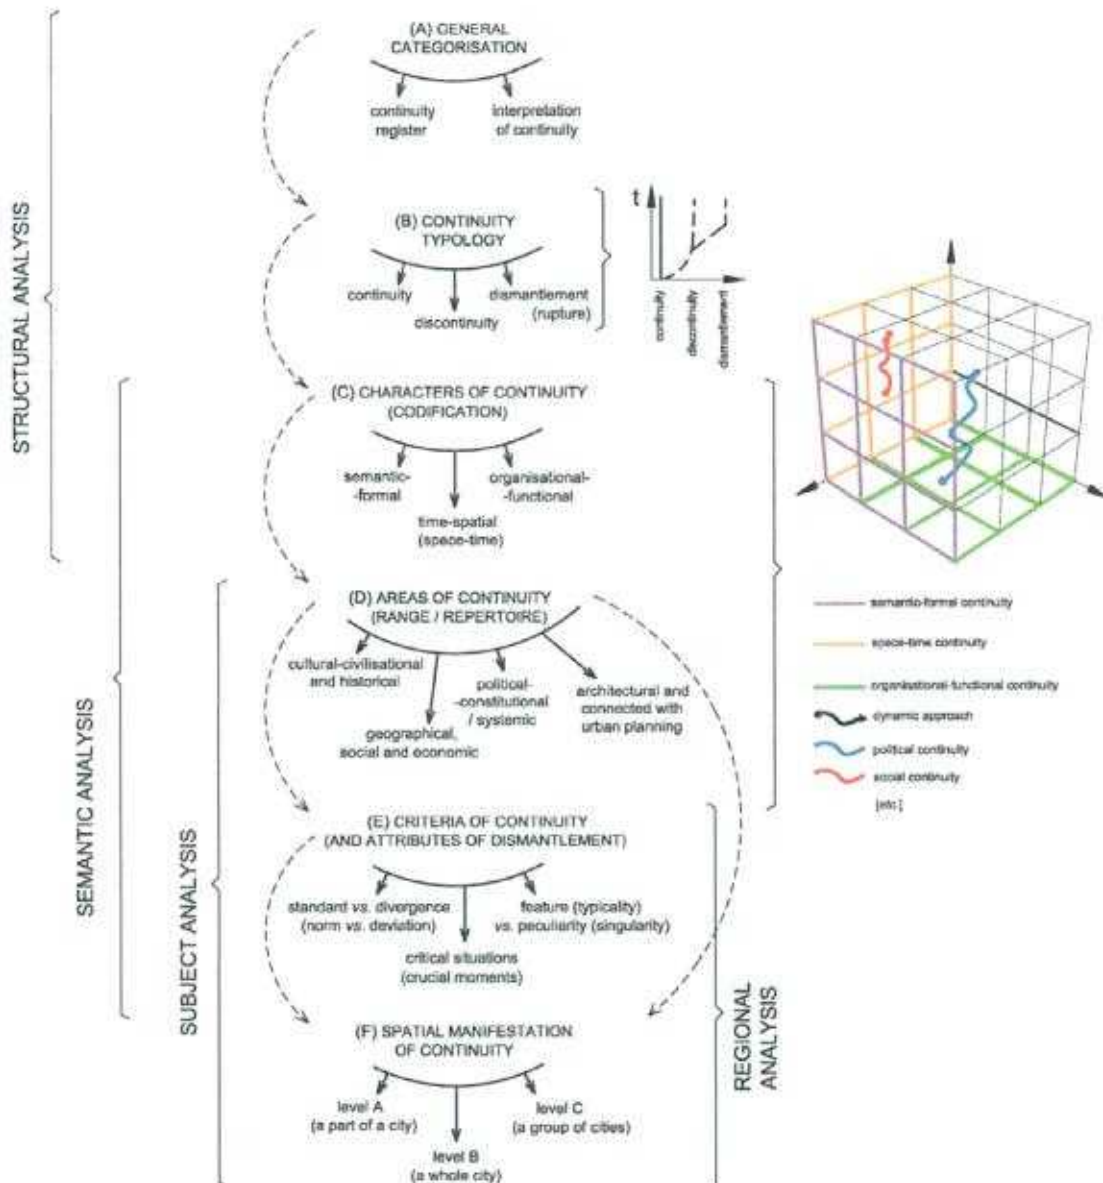 (A) GENERAL
CATEGORISATION
continuity
register
interpretation
of continuity
STRUCTURAL ANALYSIS
(B) CONTINUITY
TYPOLOGY
continuity
discontinuity
dismantlement
(rupture)
t
continuity
discontinuity
dismantlement
(C) CHARACTERS OF CONTINUITY
(CODIFICATION)
semantic-
-formal
time-spatial
(space-time)
organisational-
-functional
SEMANTIC ANALYSIS
(D) AREAS OF CONTINUITY
(RANGE / REPERTOIRE)
cultural-civilisational
and historical
geographical,
social and economic
political-
-constitutional
/ systemic
architectural and
connected with
urban planning
semantic-formal continuity
space-time continuity
organisational-functional continuity
dynamic approach
political continuity
social continuity
[etc.]
SUBJECT ANALYSIS
(E) CRITERIA OF CONTINUITY
(AND ATTRIBUTES OF DISMANTLEMENT)
standard vs. divergence
(norm vs. deviation)
critical situations
(crucial moments)
feature (typicality)
vs. peculiarity (singularity)
REGIONAL
ANALYSIS
(F) SPATIAL MANIFESTATION
OF CONTINUITY
level A
(a part of a city)
level B
(a whole city)
level C
(a group of cities)